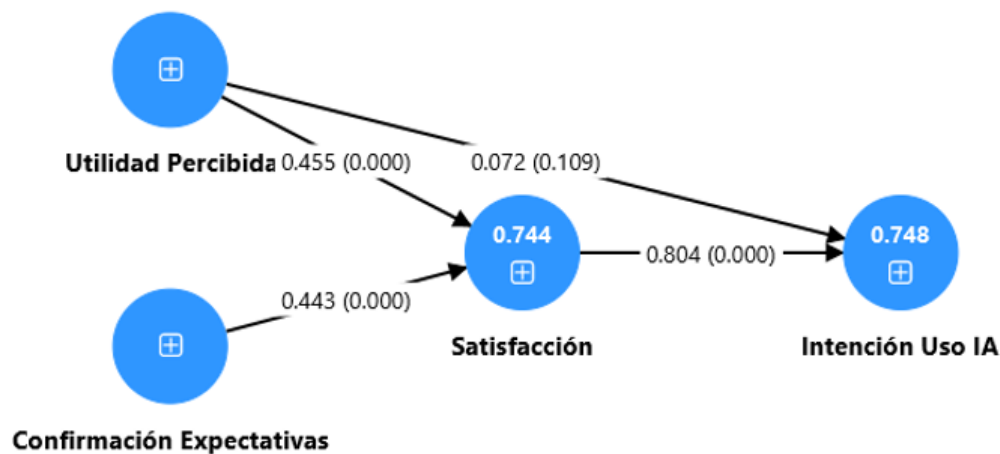 Utilidad Percibida
0.455 (0.000)
0.072 (0.109)
0.744
0.748
0.804 (0.000)
0.443 (0.000)
Satisfacción
Intención Uso IA
Confirmación Expectativas